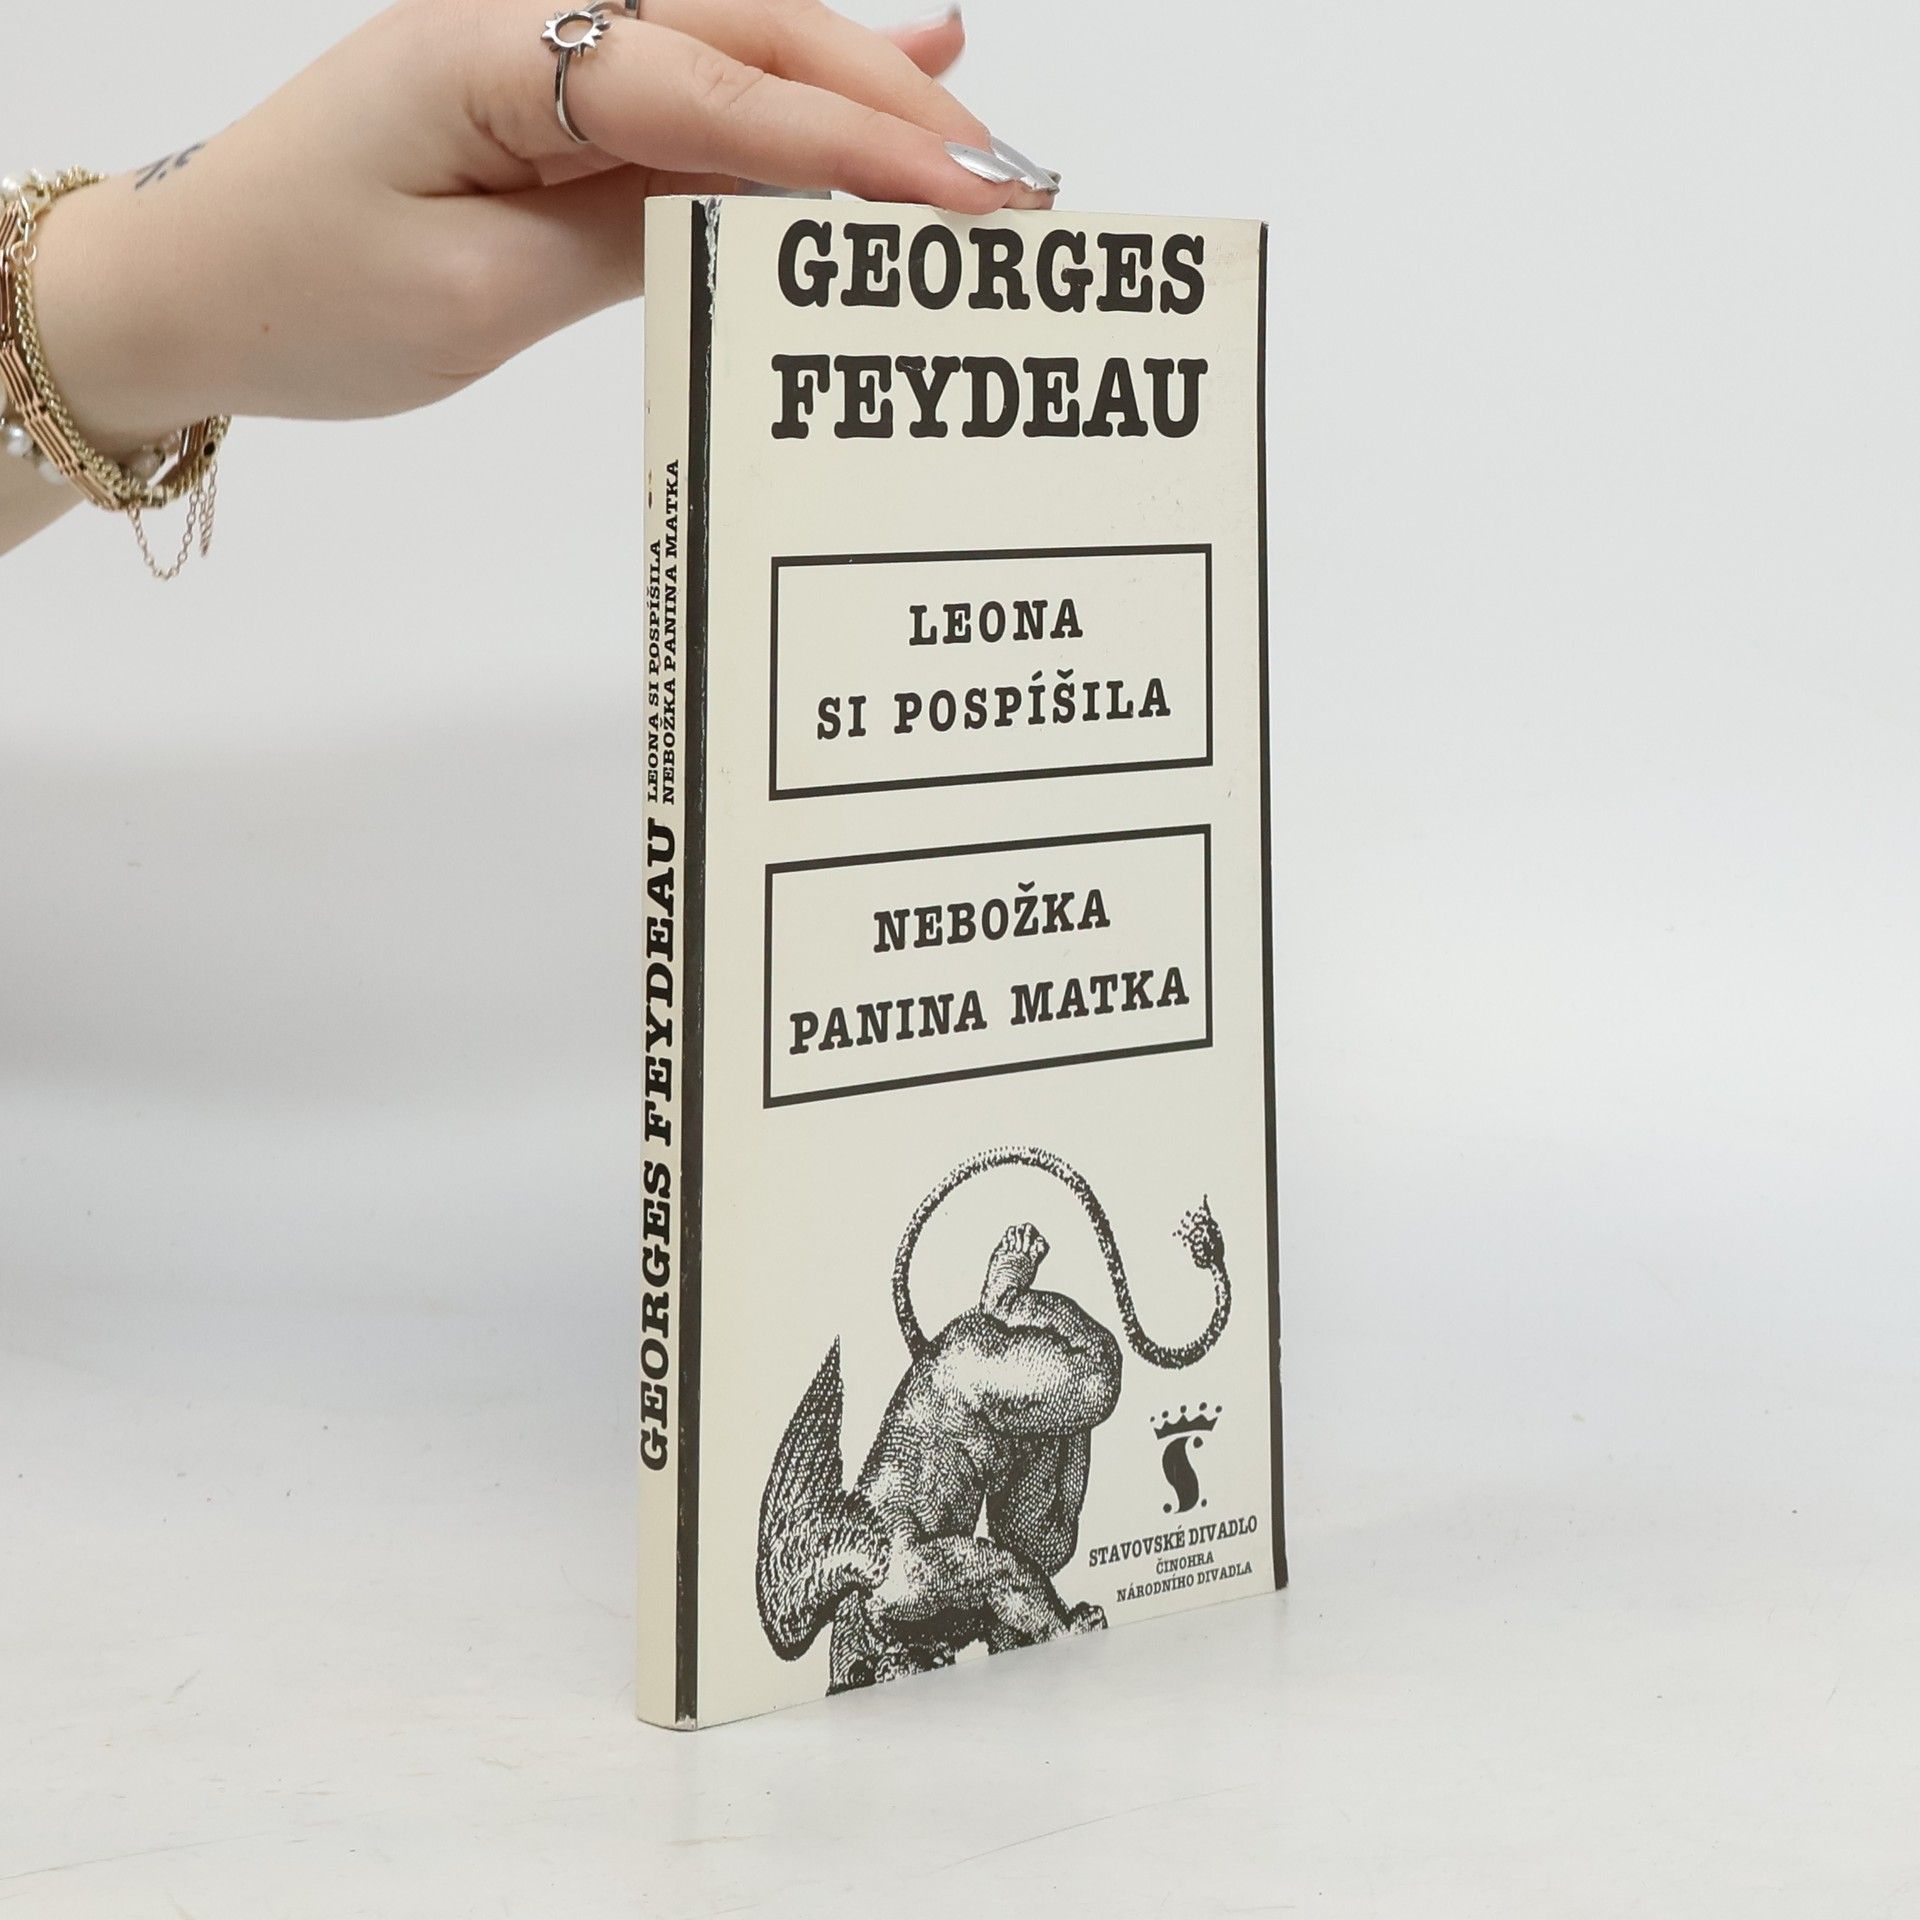 GEORGES
FEYDEAU
LEONA
SI POSPÍŠILA
NEBOŽKA
PANINA MATKA
S.
STAVOVSKÉ DIVADLO
ČINOHRA
NÁRODNÍHO DIVADLA
GEORGES FEYDEAU
LEONA SI POSPÍŠILA
NEBOŽKA PANINA MATKA